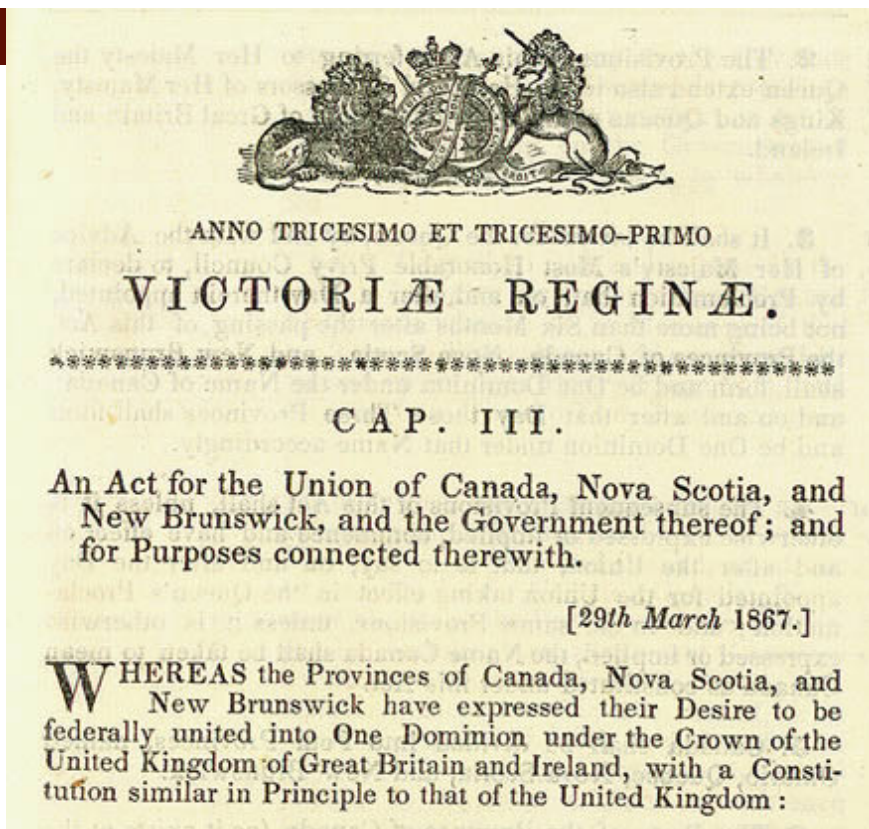 DROIT
ANNO TRICESIMO ET TRICESIMO-PRIMO
VICTORIÆ REGINÆ.
CAP. III.
An Act for the Union of Canada, Nova Scotia, and
New Brunswick, and the Government thereof; and
for Purposes connected therewith.
[29th March 1867.]
WHEREAS the Provinces of Canada, Nova Scotia, and
New Brunswick have expressed their Desire to be
federally united into One Dominion under the Crown of the
United Kingdom of Great Britain and Ireland, with a Consti-
tution similar in Principle to that of the United Kingdom: